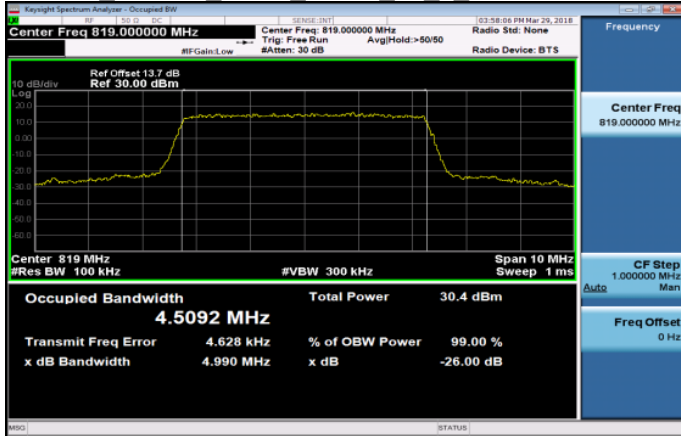 Keysight Spectrum Analyzer - Occupied BW
LXI RF 50 Ω DC SENSE:INT 03:58:06 PM Mar 29, 2018
Center Freq 819.000000 MHz
Center Freq: 819.000000 MHz
Radio Std: None
Trig: Free Run Avg|Hold:>50/50
#IFGain:Low #Atten: 30 dB Radio Device: BTS
Ref Offset 13.7 dB
10 dB/div Ref 30.00 dBm
Log
20.0
10.0
0.00
-10.0
-20.0
-30.0
-40.0
-50.0
-60.0
Center 819 MHz Span 10 MHz
#Res BW 100 kHz #VBW 300 kHz Sweep 1 ms
Occupied Bandwidth Total Power 30.4 dBm
4.5092 MHz
Transmit Freq Error 4.628 kHz % of OBW Power 99.00 %
x dB Bandwidth 4.990 MHz x dB -26.00 dB
MSG STATUS
Frequency
Center Freq
819.000000 MHz
CF Step
1.000000 MHz
Auto Man
Freq Offset
0 Hz